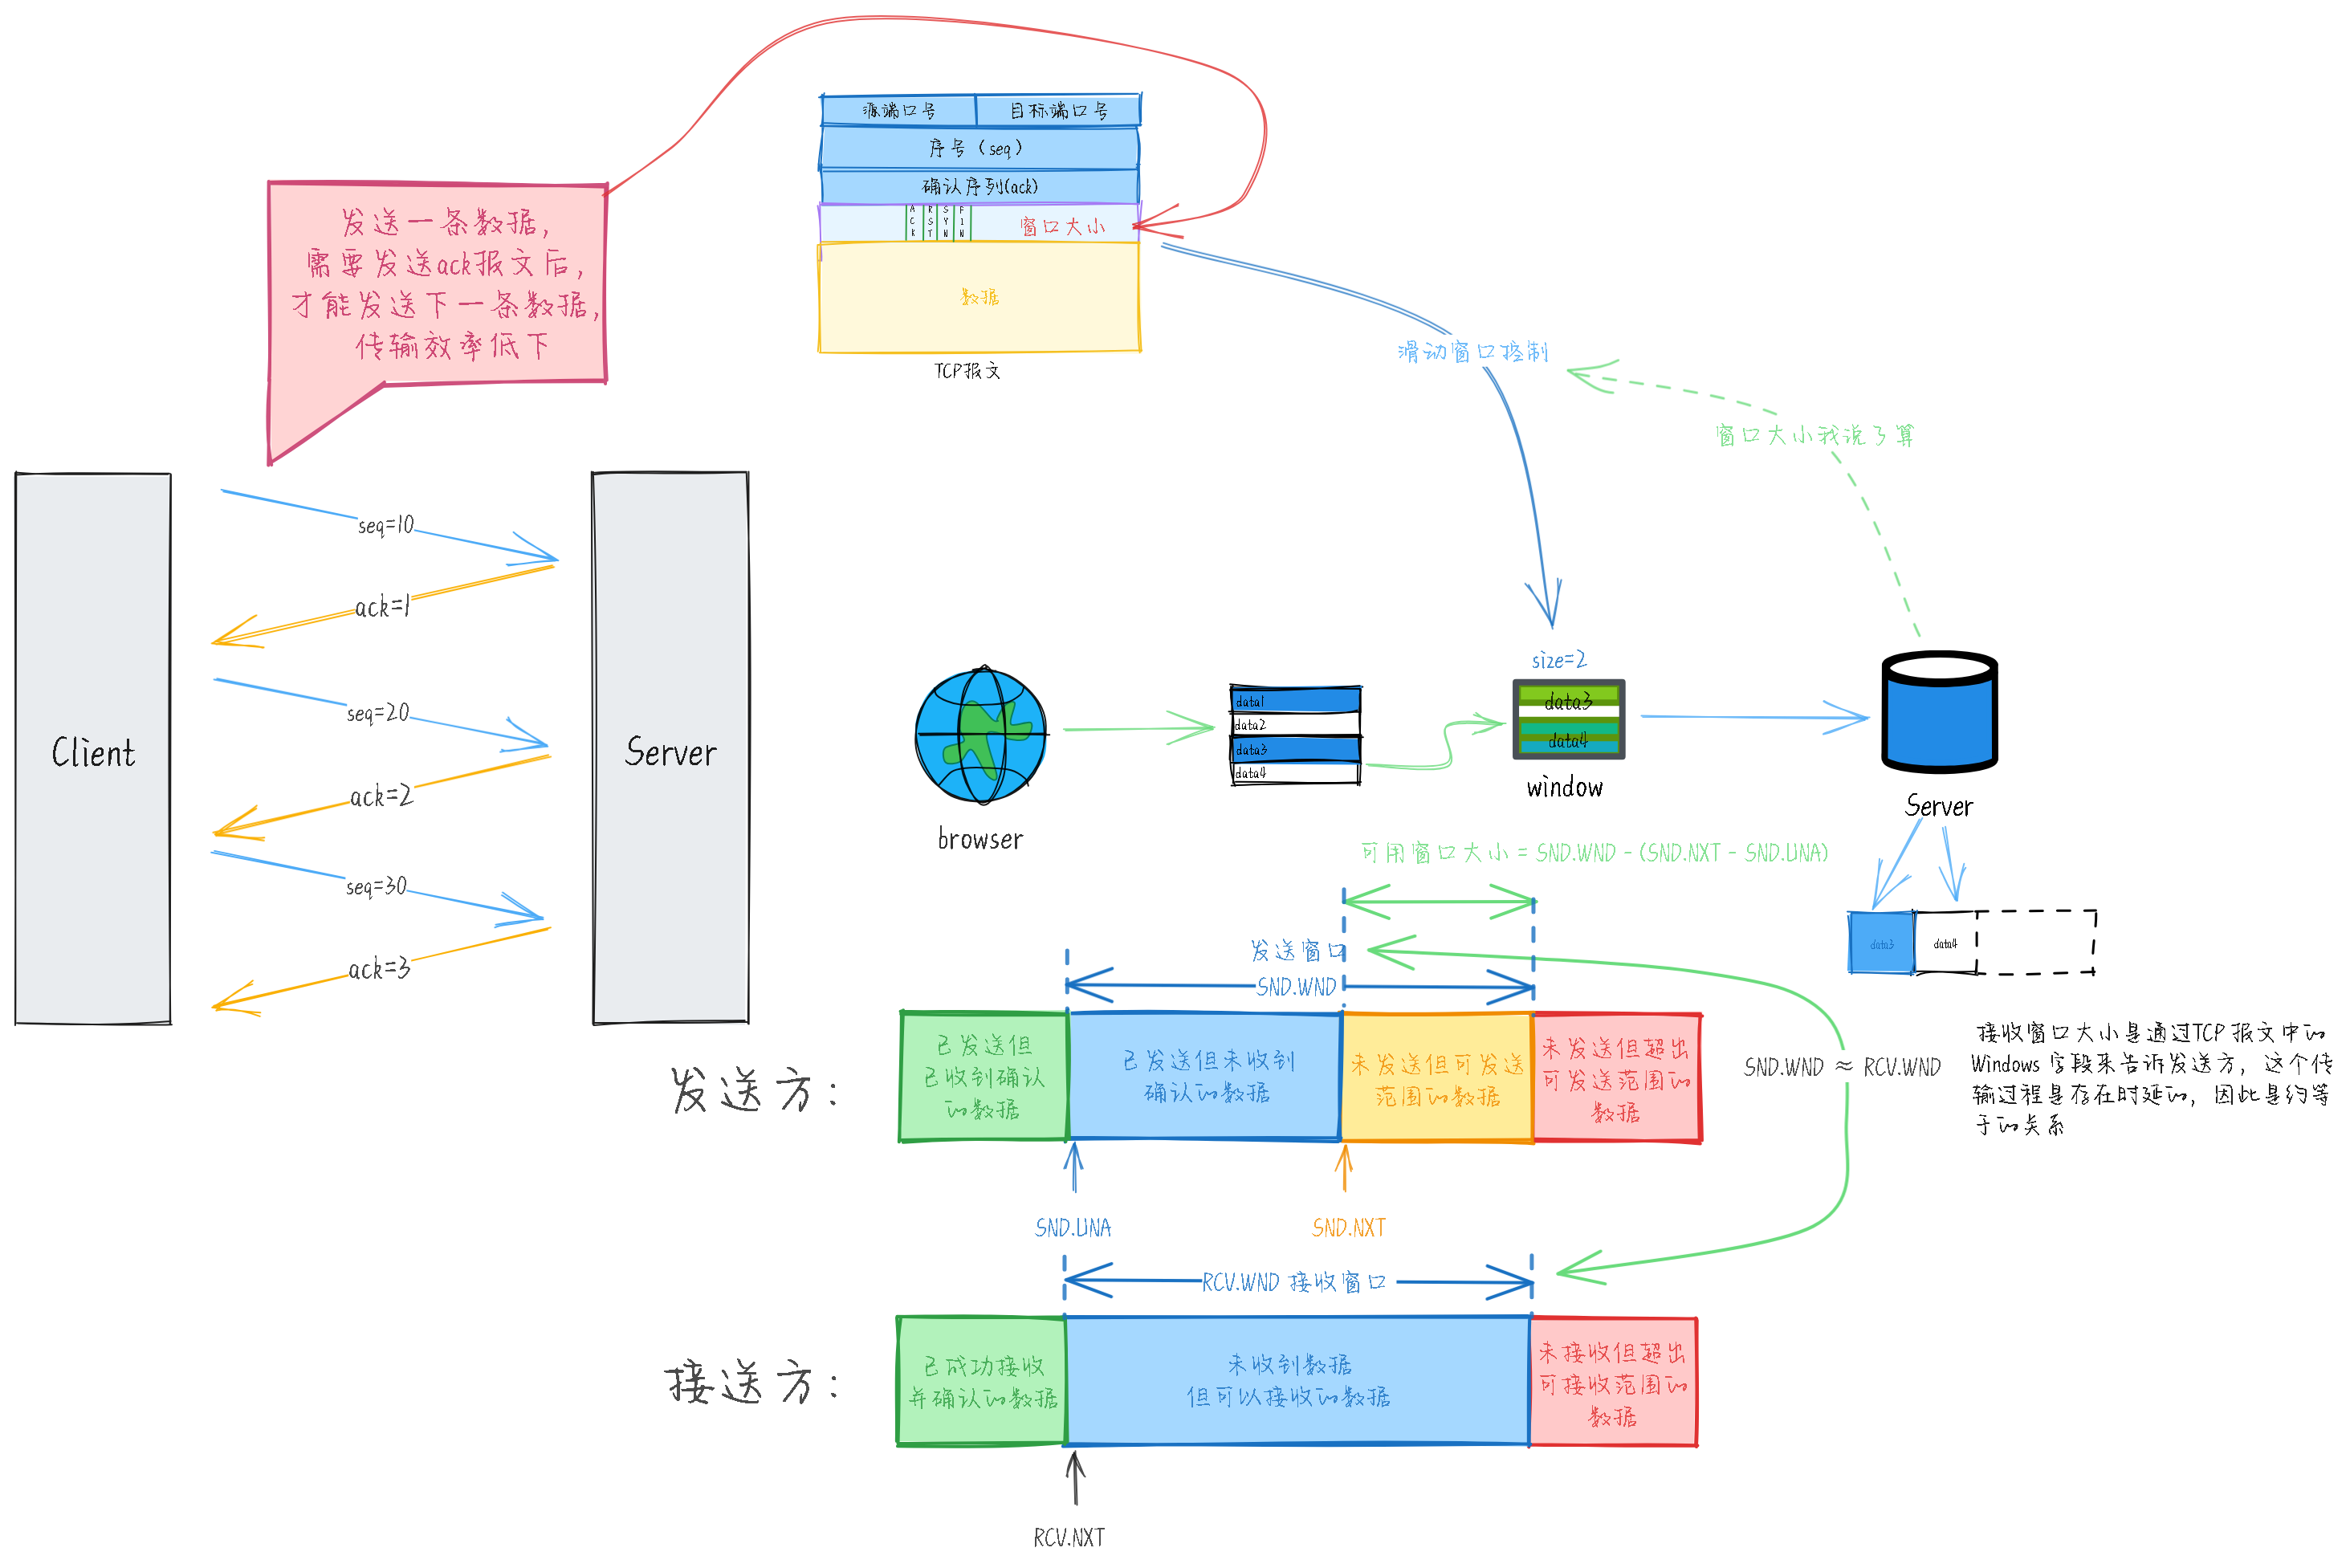 发送一条数据，
需要发送ack报文后，
才能发送下一条数据，
传输效率低下
源端口号
目标端口号
序号（seq）
确认序列(ack)
ACK
RST
SYN
FIN
窗口大小
数据
TCP报文
滑动窗口控制
窗口大小我说了算
Client
Server
seq=10
ack=1
seq=20
ack=2
seq=30
ack=3
browser
data1
data2
data3
data4
size=2
data3
data4
window
Server
data3
data4
可用窗口大小 = SND.WND - (SND.NXT - SND.UNA)
发送窗口
SND.WND
发送方：
已发送但
已收到确认
的数据
已发送但未收到
确认的数据
未发送但可发送
范围的数据
未发送但超出
可发送范围的
数据
SND.WND ≈ RCV.WND
接收窗口大小是通过TCP 报文中的
Windows 字段来告诉发送方，这个传
输过程是存在时延的，因此是约等
于的关系
SND.UNA
SND.NXT
RCV.WND 接收窗口
接送方：
已成功接收
并确认的数据
未收到数据
但可以接收的数据
未接收但超出
可接收范围的
数据
RCV.NXT